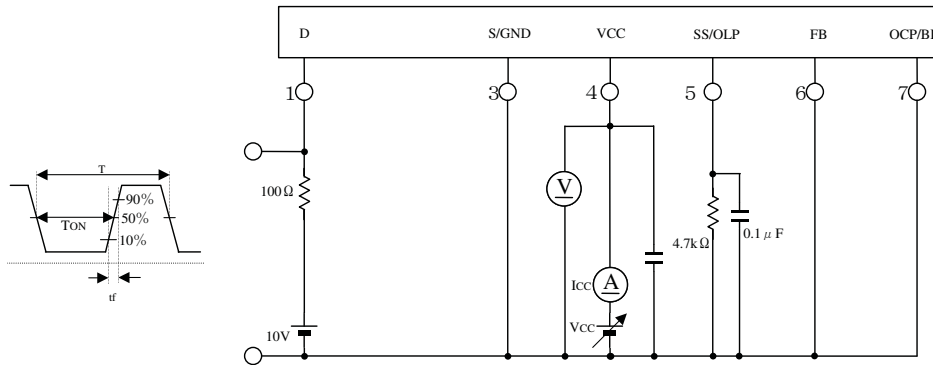 D S/GND VCC SS/OLP FB OCP/BI
1 3 4 5 6 7
T
90%
TON 50%
10%
tf
100Ω
V
4.7kΩ
0.1μF
ICC A
VCC
10V